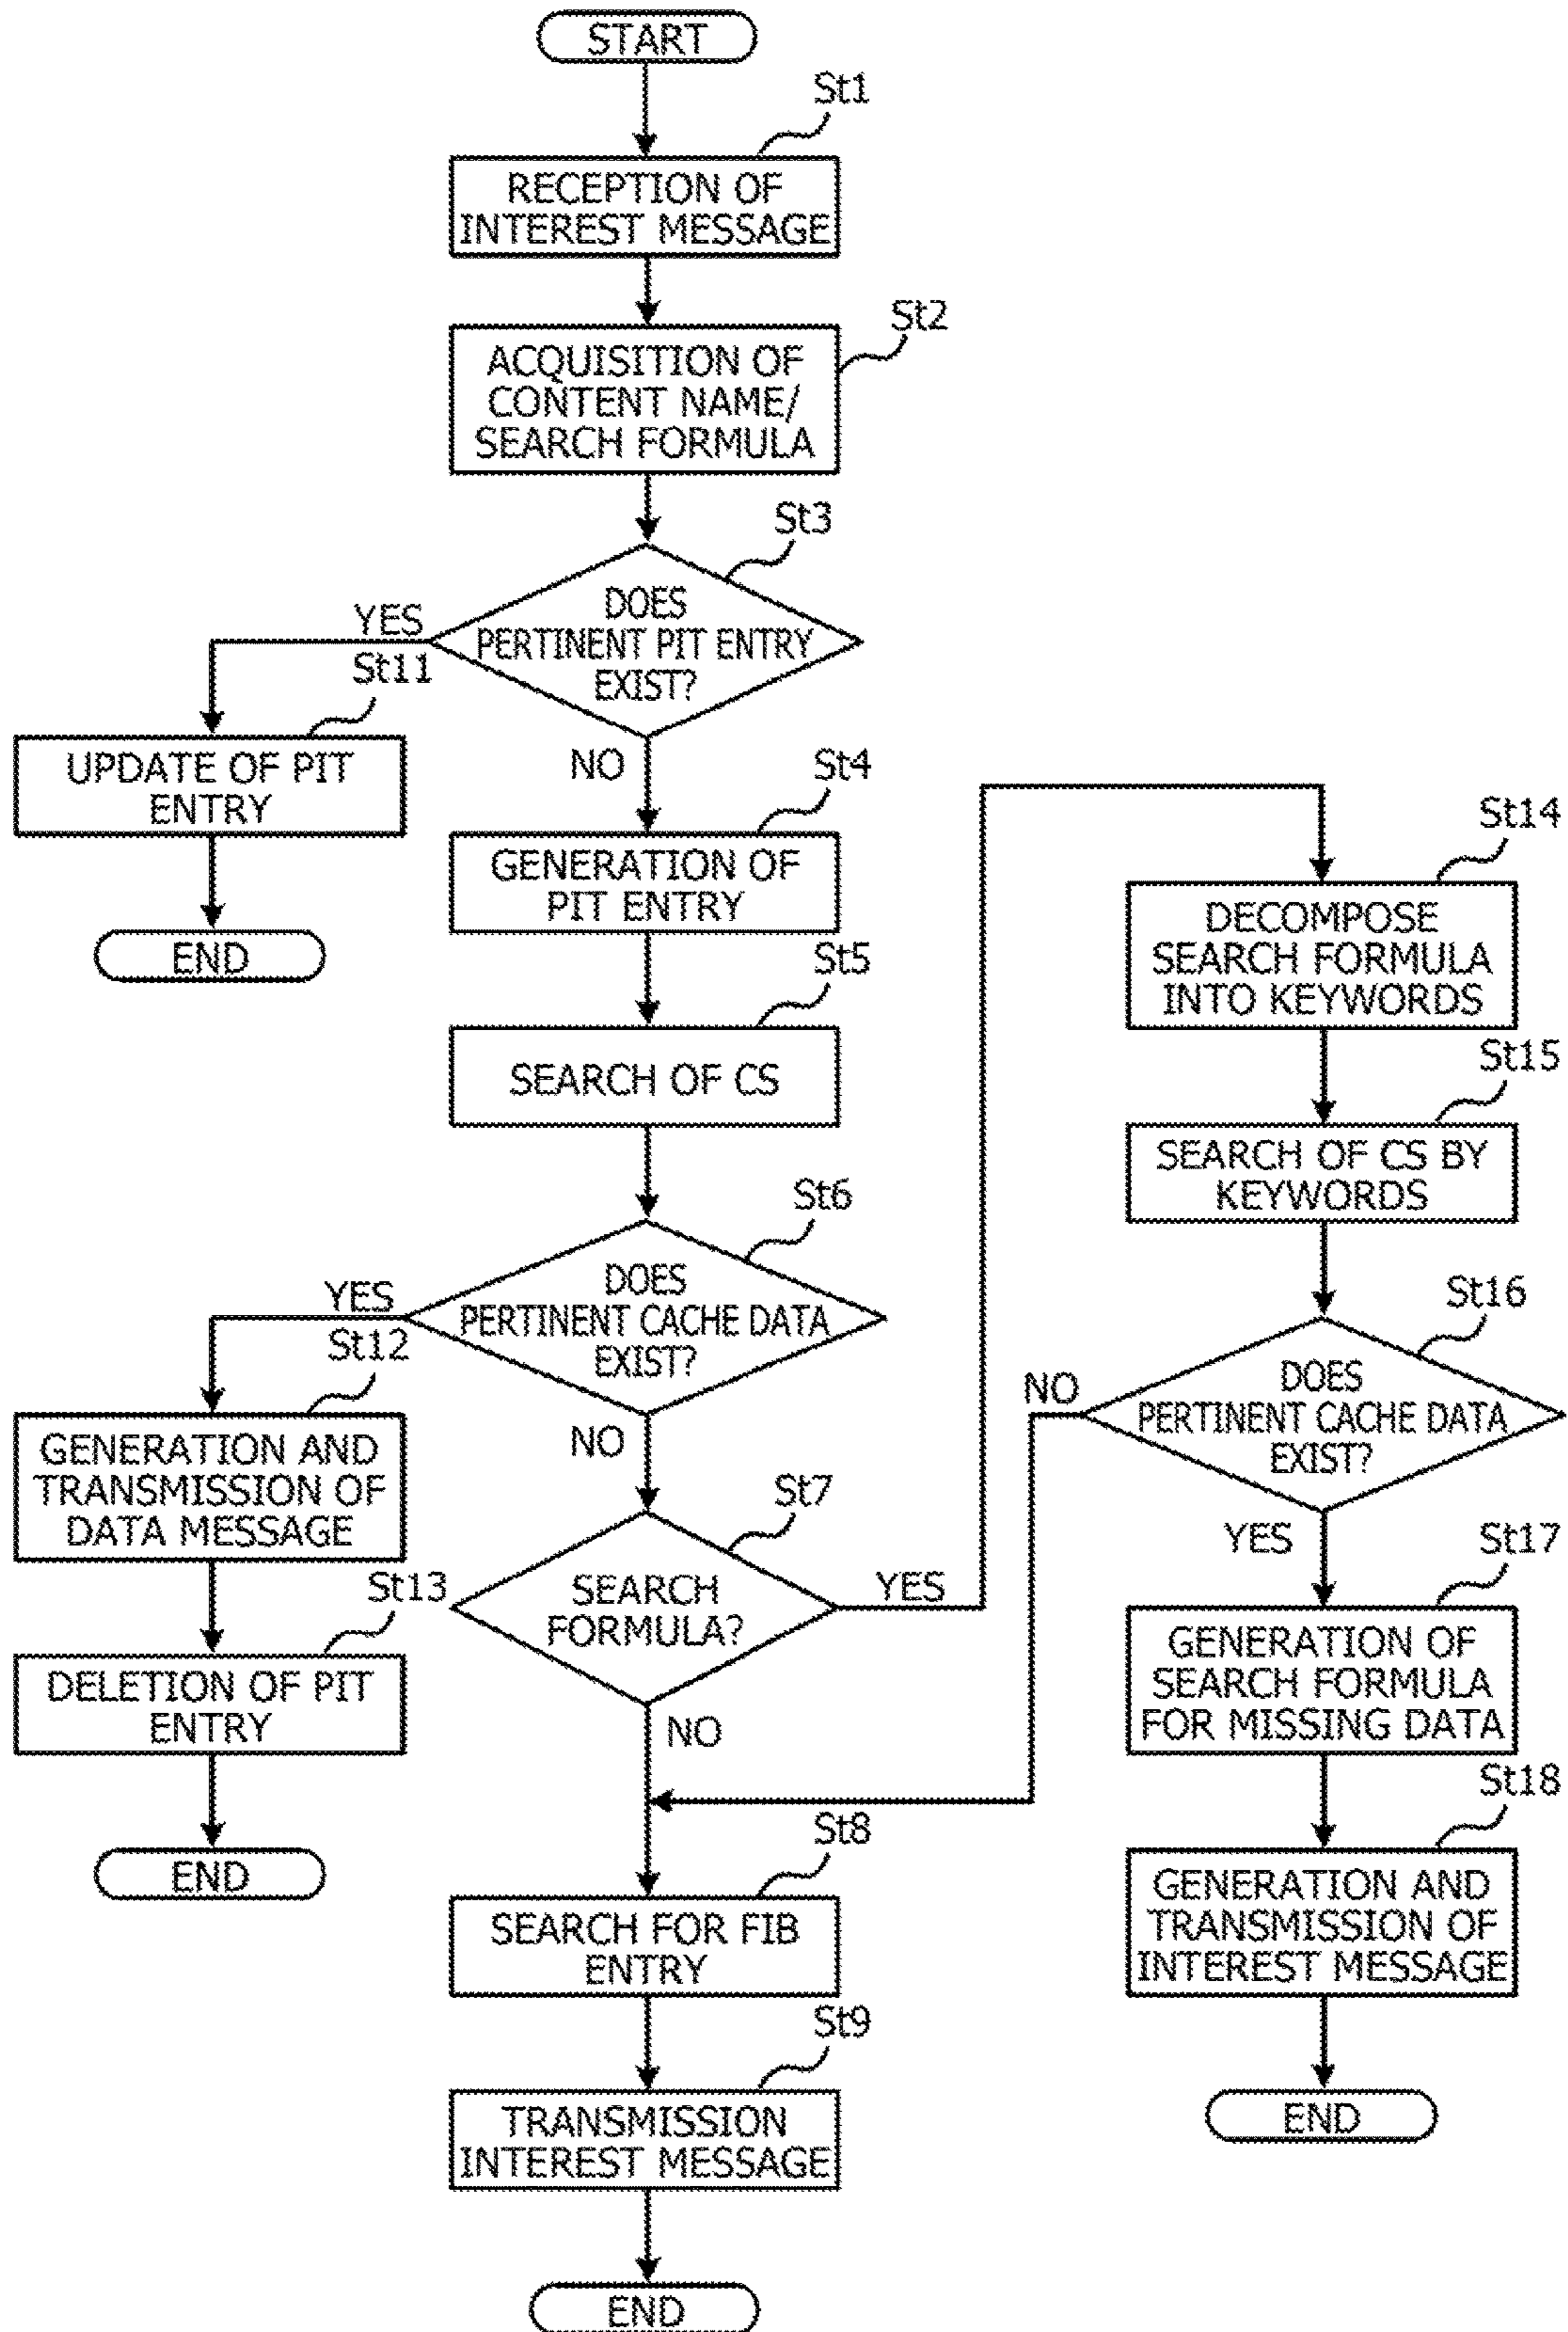 START
St1
RECEPTION OF
INTEREST MESSAGE
St2
ACQUISITION OF
CONTENT NAME/
SEARCH FORMULA
St3
DOES
PERTINENT PIT ENTRY
EXIST?
YES
St11
UPDATE OF PIT
ENTRY
END
NO
St4
GENERATION OF
PIT ENTRY
St5
SEARCH OF CS
St6
DOES
PERTINENT CACHE DATA
EXIST?
YES
St12
GENERATION AND
TRANSMISSION OF
DATA MESSAGE
St13
DELETION OF PIT
ENTRY
END
NO
St7
SEARCH
FORMULA?
YES
NO
St8
SEARCH FOR FIB
ENTRY
St9
TRANSMISSION
INTEREST MESSAGE
END
St14
DECOMPOSE
SEARCH FORMULA
INTO KEYWORDS
St15
SEARCH OF CS BY
KEYWORDS
St16
DOES
PERTINENT CACHE DATA
EXIST?
NO
YES
St17
GENERATION OF
SEARCH FORMULA
FOR MISSING DATA
St18
GENERATION AND
TRANSMISSION OF
INTEREST MESSAGE
END